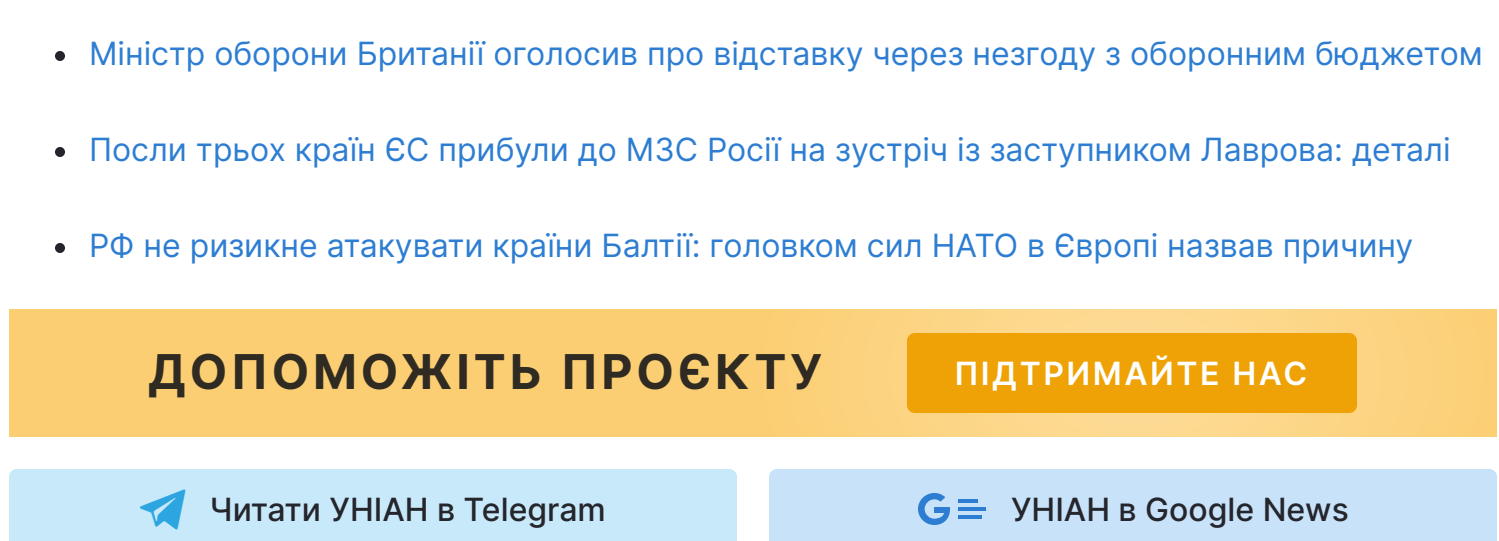 Міністр оборони Британії оголосив про відставку через незгоду з оборонним бюджетом
Посли трьох країн ЄС прибули до МЗС Росії на зустріч із заступником Лаврова: деталі
РФ не ризикне атакувати країни Балтії: головком сил НАТО в Європі назвав причину
ДОПОМОЖІТЬ ПРОЄКТУ
ПІДТРИМАЙТЕ НАС
Читати УНІАН в Telegram
УНІАН в Google News